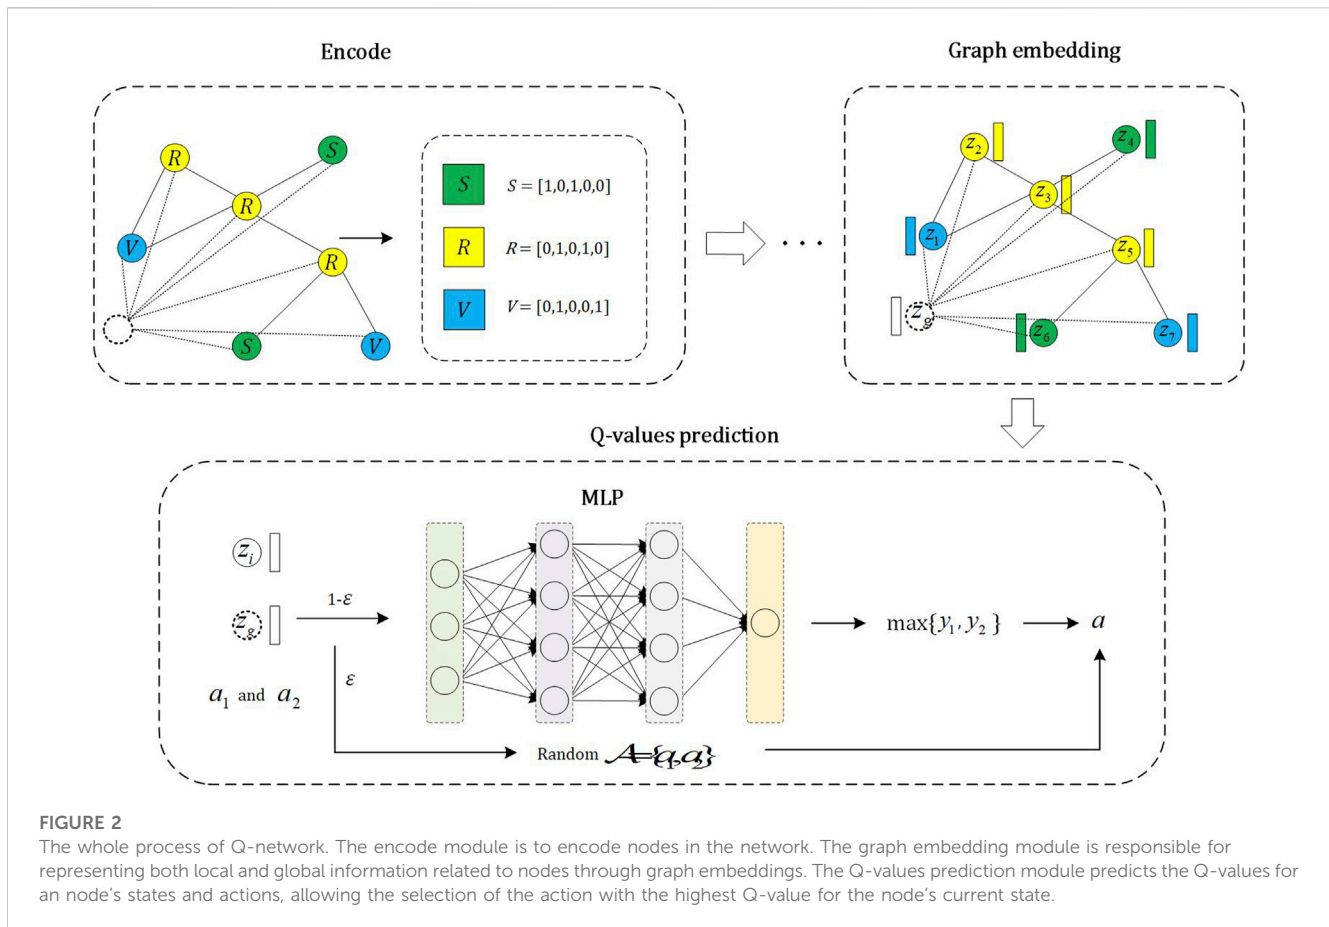 Encode
Graph embedding
R
S
R
V
R
S
V
S
S = [1,0,1,0,0]
R
R = [0,1,0,1,0]
V
V = [0,1,0,0,1]
...
z2
z4
z3
z1
z5
zg
z6
z7
Q-values prediction
MLP
zi
zg
1-ε
ε
a1 and a2
max{y1, y2}
a
Random A={a1,a2}
FIGURE 2
The whole process of Q-network. The encode module is to encode nodes in the network. The graph embedding module is responsible for
representing both local and global information related to nodes through graph embeddings. The Q-values prediction module predicts the Q-values for
an node's states and actions, allowing the selection of the action with the highest Q-value for the node's current state.